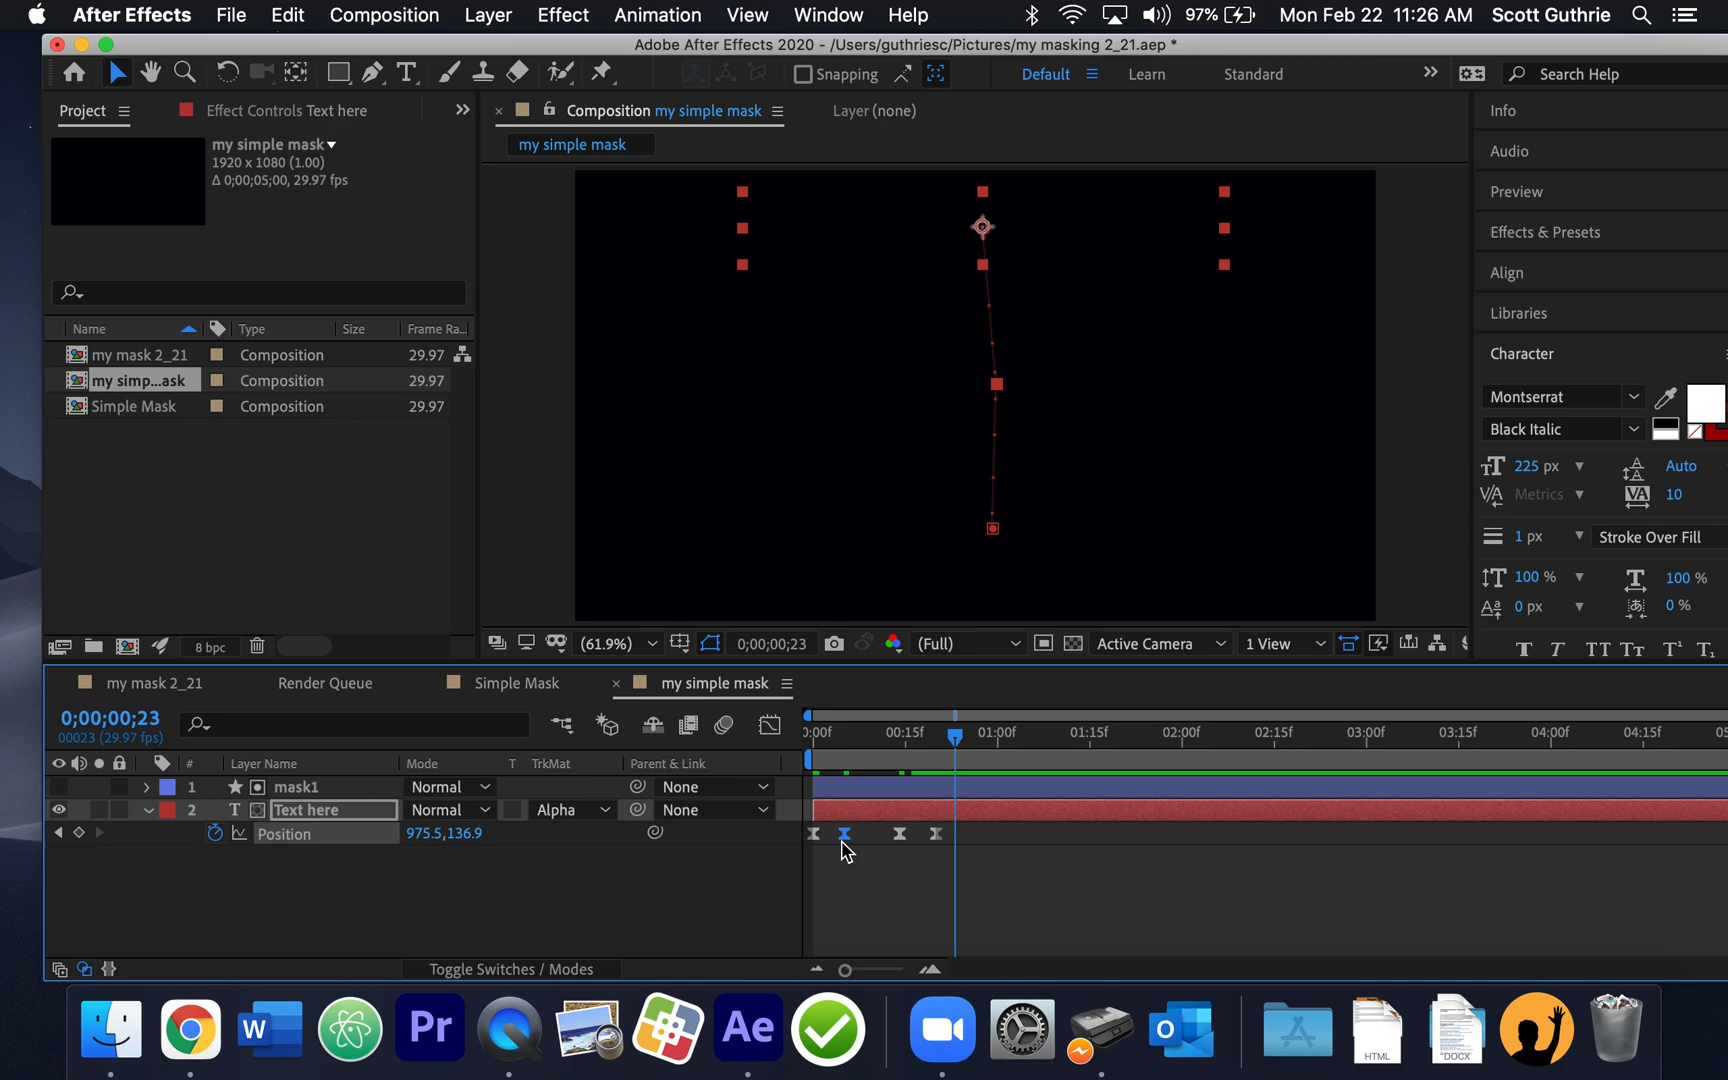 After Effects File Edit Composition Layer Effect Animation View Window Help 97% Mon Feb 22 11:26 AM Scott Guthrie
Adobe After Effects 2020 - /Users/guthriesc/Pictures/my masking 2_21.aep *
Snapping Default Learn Standard Search Help
Project Effect Controls Text here
my simple mask
1920 x 1080 (1.00)
Δ 0;00;05;00, 29.97 fps
Name Type Size Frame Ra...
my mask 2_21 Composition 29.97
my simp...ask Composition 29.97
Simple Mask Composition 29.97
8 bpc
Composition my simple mask Layer (none)
my simple mask
(61.9%) 0;00;00;23 (Full) Active Camera 1 View
Info
Audio
Preview
Effects & Presets
Align
Libraries
Character
Montserrat
Black Italic
225 px Auto
Metrics 10
1 px Stroke Over Fill
100 % 100 %
0 px 0 %
T T TT Tт T¹ T₁
my mask 2_21 Render Queue Simple Mask my simple mask
0;00;00;23
00023 (29.97 fps)
0:00f 00:15f 01:00f 01:15f 02:00f 02:15f 03:00f 03:15f 04:00f 04:15f 05
# Layer Name Mode T TrkMat Parent & Link
1 mask1 Normal None
2 T Text here Normal Alpha None
Position 975.5,136.9
Toggle Switches / Modes
W Pr Ae HTML DOCX